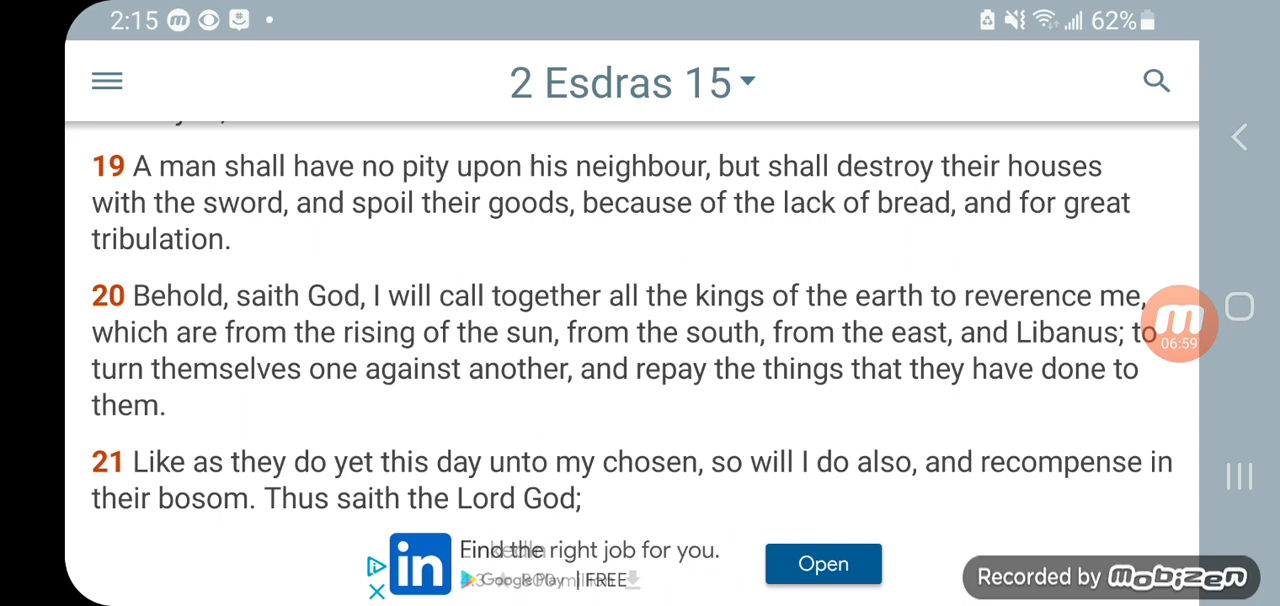 2:15
62%
2 Esdras 15
19 A man shall have no pity upon his neighbour, but shall destroy their houses
with the sword, and spoil their goods, because of the lack of bread, and for great
tribulation.
20 Behold, saith God, I will call together all the kings of the earth to reverence me,
which are from the rising of the sun, from the south, from the east, and Libanus; to
turn themselves one against another, and repay the things that they have done to
them.
06:59
21 Like as they do yet this day unto my chosen, so will I do also, and recompense in
their bosom. Thus saith the Lord God;
in
Find the right job for you.
Google Play | FREE
Open
Recorded by mobizen